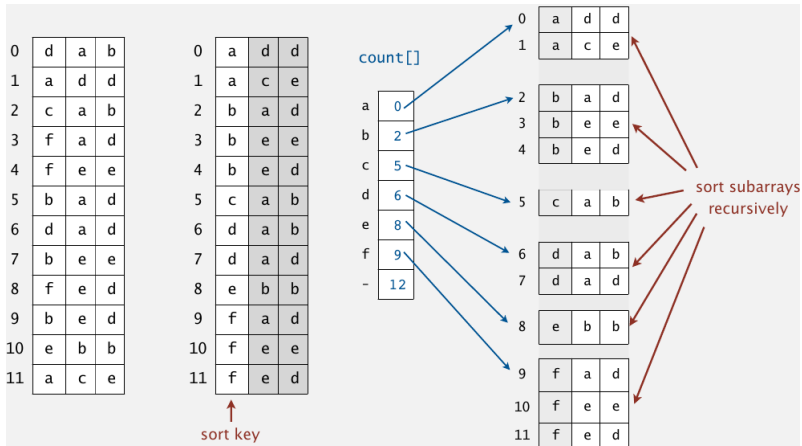 0 d a b
1 a d d
2 c a b
3 f a d
4 f e e
5 b a d
6 d a d
7 b e e
8 f e d
9 b e d
10 e b b
11 a c e
0 a d d
1 a c e
2 b a d
3 b e e
4 b e d
5 c a b
6 d a b
7 d a d
8 e b b
9 f a d
10 f e e
11 f e d
sort key
count[]
a 0
b 2
c 5
d 6
e 8
f 9
- 12
0 a d d
1 a c e
2 b a d
3 b e e
4 b e d
5 c a b
6 d a b
7 d a d
8 e b b
9 f a d
10 f e e
11 f e d
sort subarrays
recursively